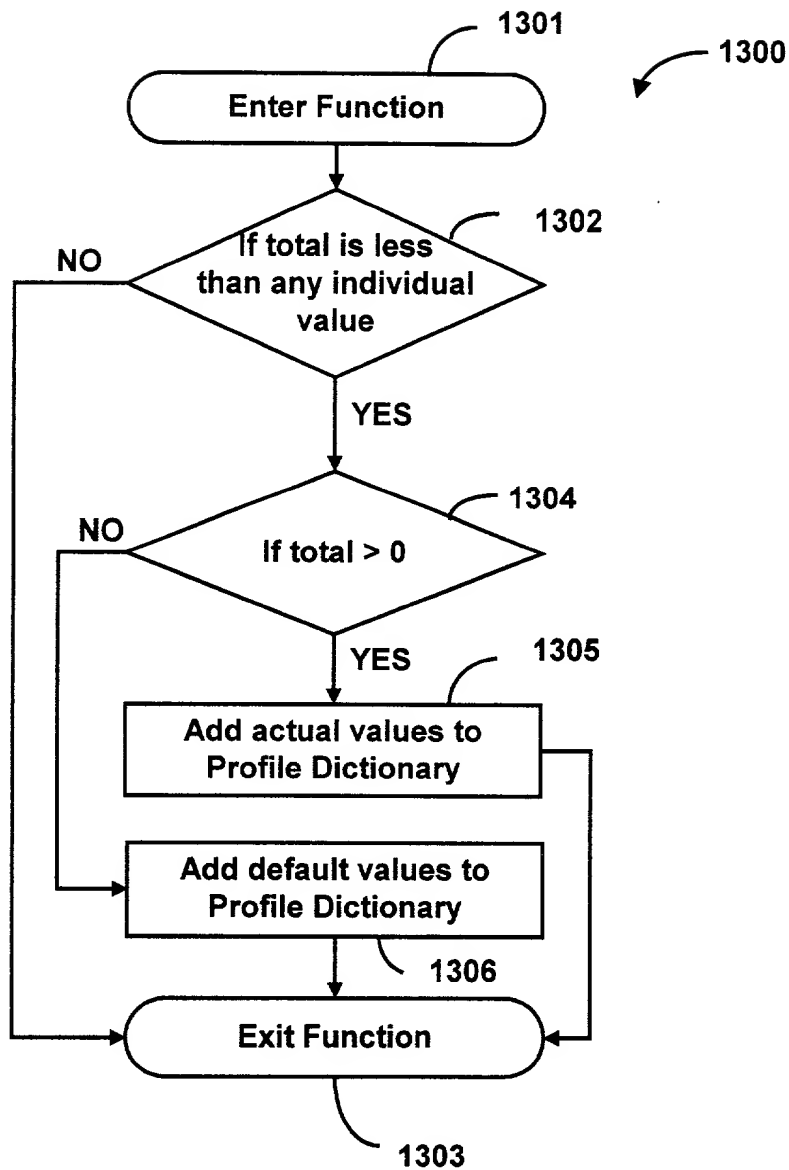 1301
1300
Enter Function
1302
If total is less
than any individual
value
NO
YES
1304
If total > 0
NO
YES
1305
Add actual values to
Profile Dictionary
Add default values to
Profile Dictionary
1306
Exit Function
1303